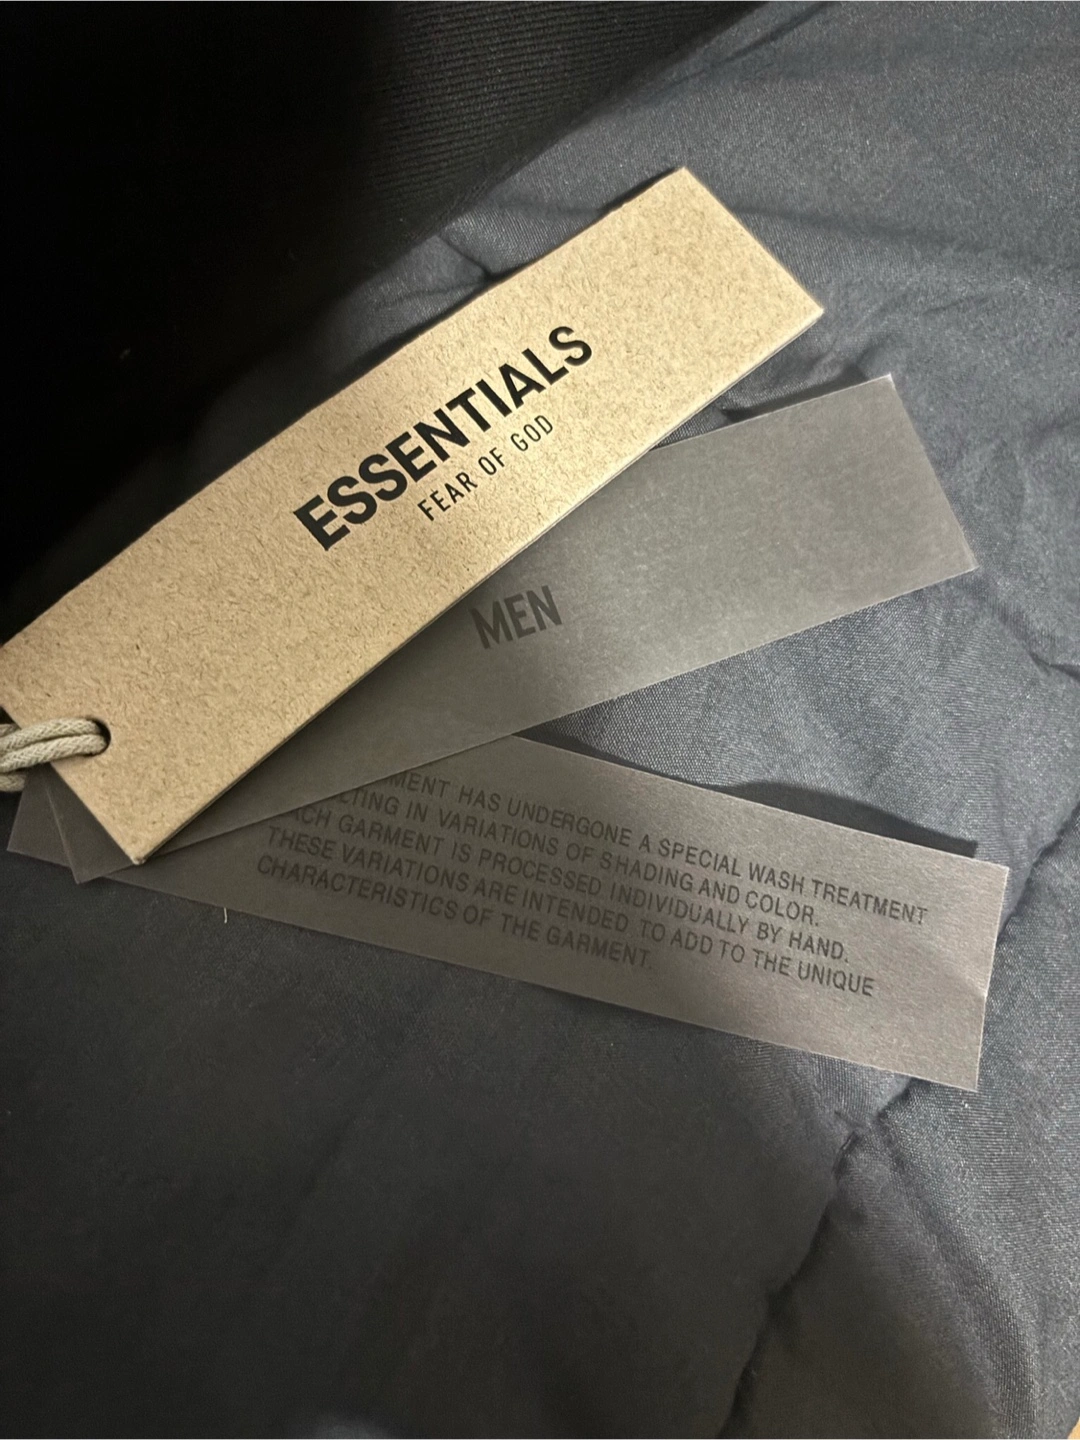 ESSENTIALS
FEAR OF GOD
MEN
HAS UNDERGONE A SPECIAL WASH TREATMENT
IN VARIATIONS OF SHADING AND COLOR.
GARMENT IS PROCESSED INDIVIDUALLY BY HAND.
THESE VARIATIONS ARE INTENDED TO ADD TO THE UNIQUE
CHARACTERISTICS OF THE GARMENT.